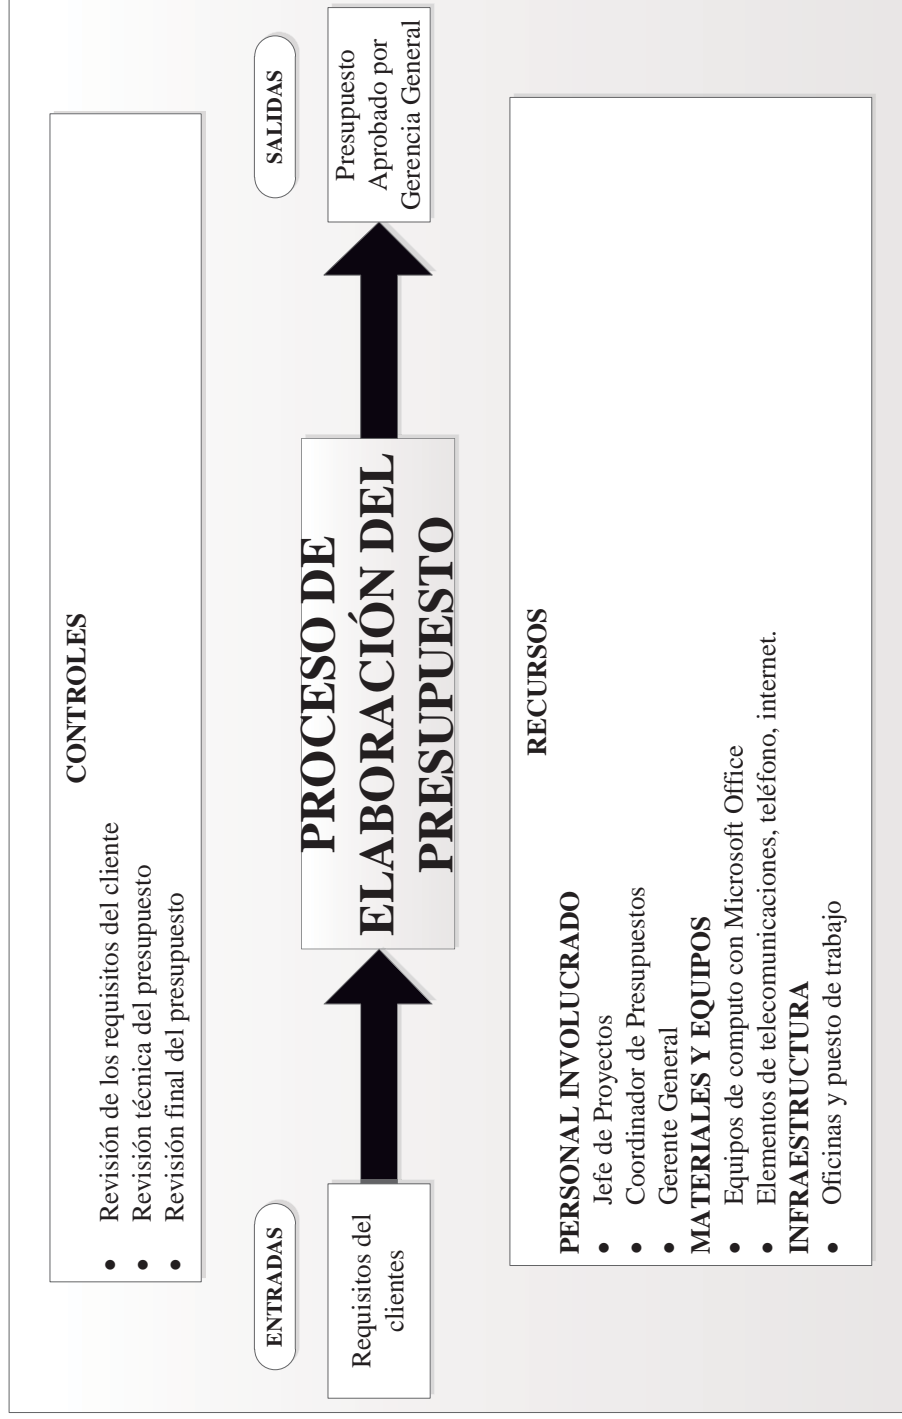 CONTROLES
• Revisión de los requisitos del cliente
• Revisión técnica del presupuesto
• Revisión final del presupuesto
ENTRADAS
Requisitos del
clientes
PROCESO DE
ELABORACIÓN DEL
PRESUPUESTO
SALIDAS
Presupuesto
Aprobado por
Gerencia General
RECURSOS
PERSONAL INVOLUCRADO
• Jefe de Proyectos
• Coordinador de Presupuestos
• Gerente General
MATERIALES Y EQUIPOS
• Equipos de computo con Microsoft Office
• Elementos de telecomunicaciones, teléfono, internet.
INFRAESTRUCTURA
• Oficinas y puesto de trabajo